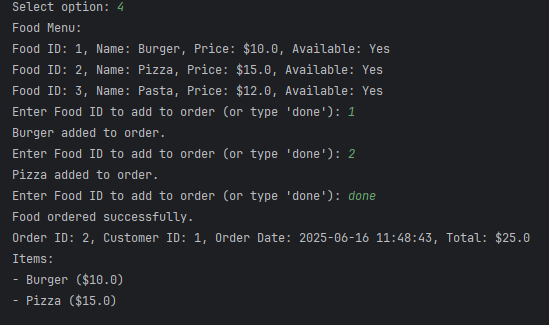 Select option: 4
Food Menu:
Food ID: 1, Name: Burger, Price: $10.0, Available: Yes
Food ID: 2, Name: Pizza, Price: $15.0, Available: Yes
Food ID: 3, Name: Pasta, Price: $12.0, Available: Yes
Enter Food ID to add to order (or type 'done'): 1
Burger added to order.
Enter Food ID to add to order (or type 'done'): 2
Pizza added to order.
Enter Food ID to add to order (or type 'done'): done
Food ordered successfully.
Order ID: 2, Customer ID: 1, Order Date: 2025-06-16 11:48:43, Total: $25.0
Items:
- Burger ($10.0)
- Pizza ($15.0)